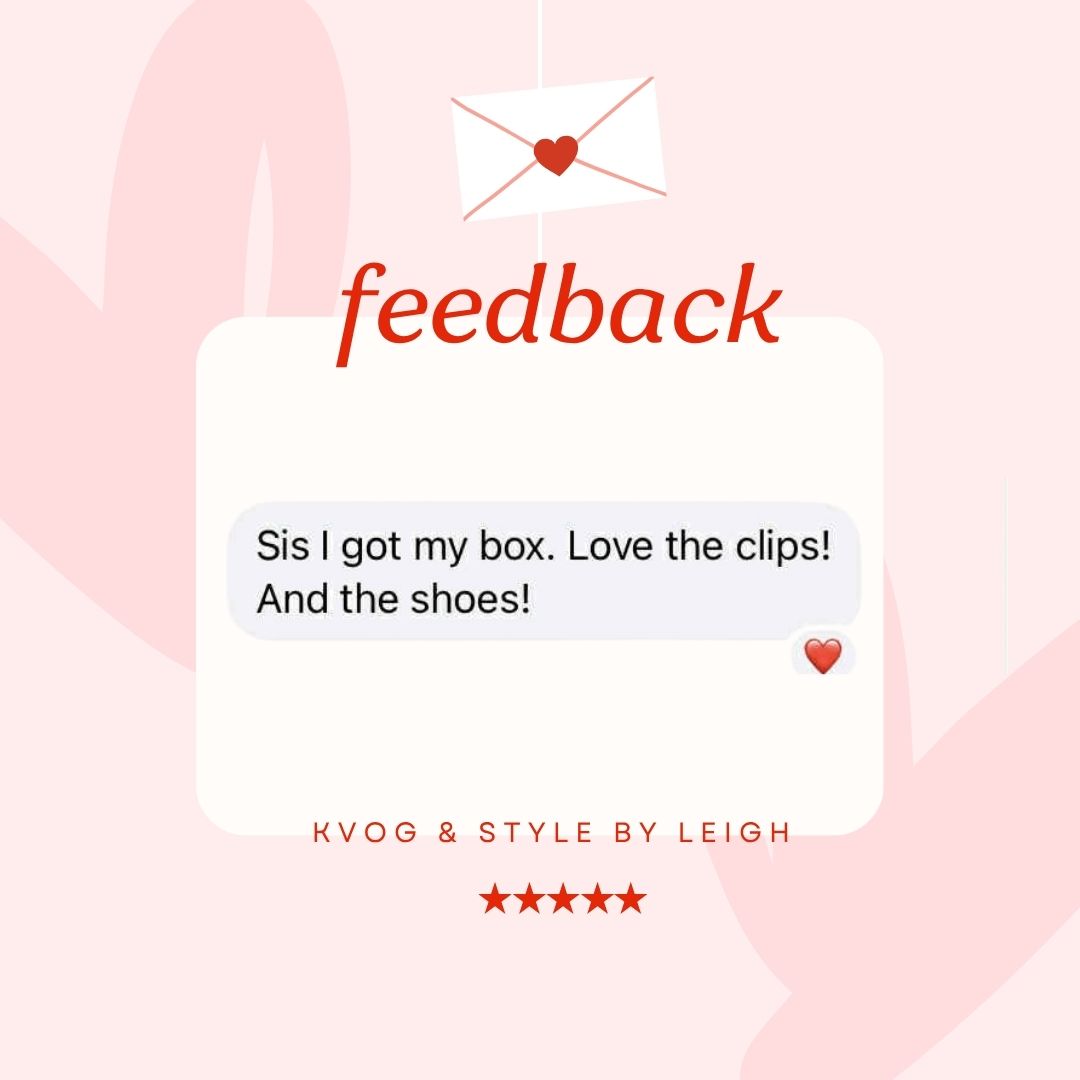 feedback
Sis I got my box. Love the clips!
And the shoes!
KVOG & STYLE BY LEIGH